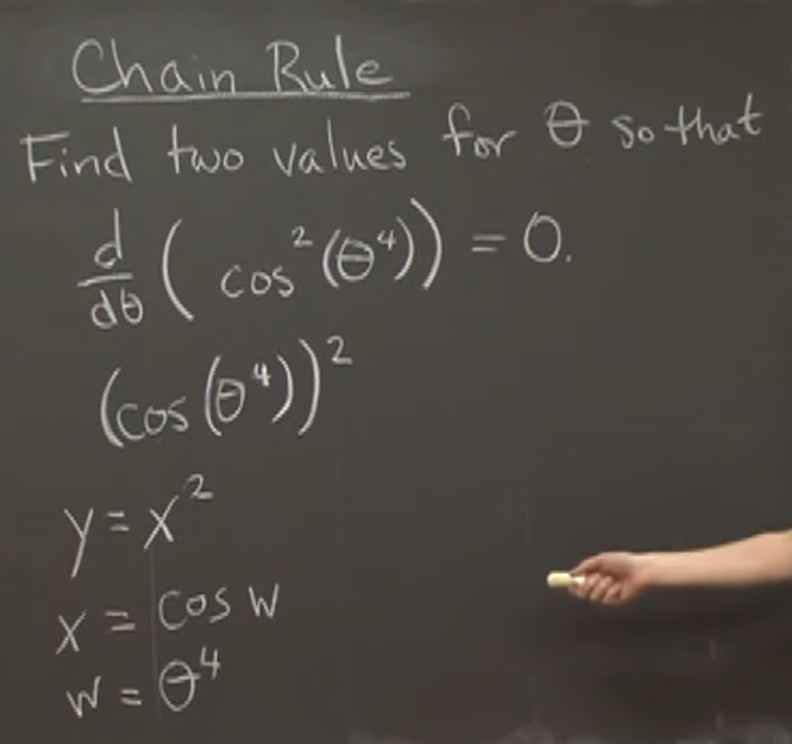 Chain Rule
Find two values for θ so that
d/dθ ( cos²(θ⁴)) = 0.
(cos(θ⁴))²
y = x²
x = cos w
w = θ⁴